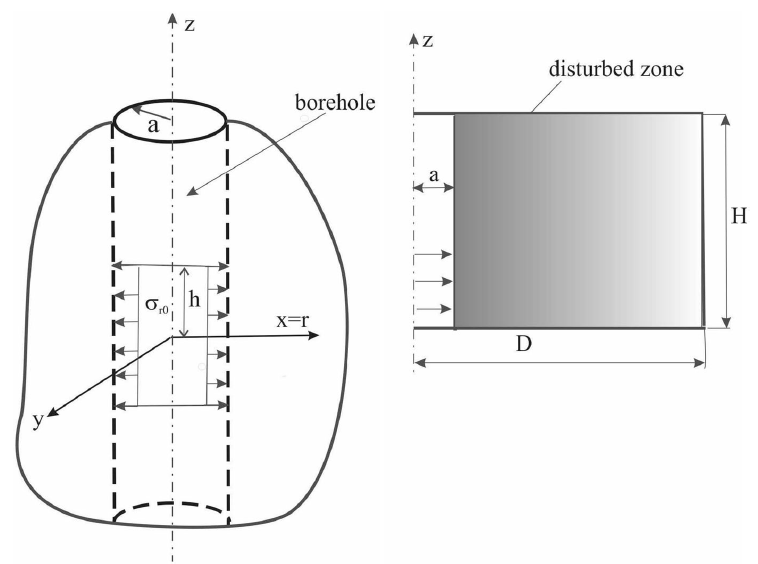 z
borehole
a
σr0
h
x=r
y
z
disturbed zone
a
H
D